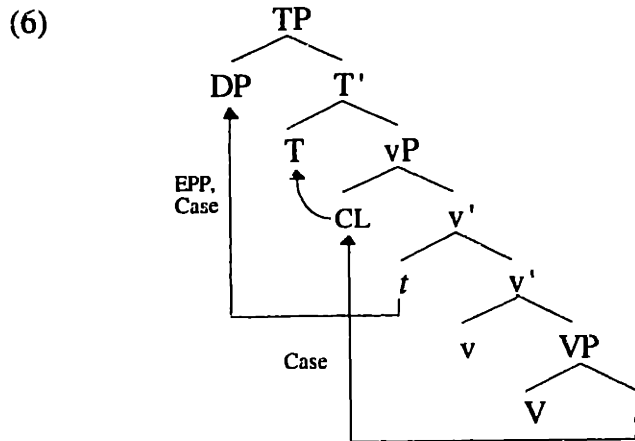 (6)
TP
DP T'
T vP
EPP,
Case
CL v'
t v'
Case
v VP
V